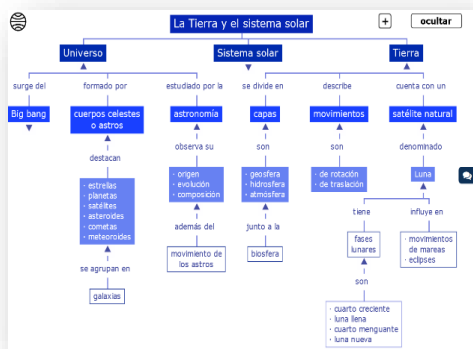 La Tierra y el sistema solar
+
ocultar
Universo
Sistema solar
Tierra
surge del
formado por
estudiado por la
se divide en
describe
cuenta con un
Big bang
cuerpos celestes
o astros
astronomía
capas
movimientos
satélite natural
destacan
observa su
son
son
denominado
· estrellas
· planetas
· satélites
· asteroides
· cometas
· meteoroides
· origen
· evolución
· composición
· geosfera
· hidrosfera
· atmósfera
· de rotación
· de traslación
Luna
además del
junto a la
tiene
influye en
movimiento de
los astros
biosfera
fases
lunares
· movimientos
de mareas
· eclipses
se agrupan en
galaxias
son
· cuarto creciente
· luna llena
· cuarto menguante
· luna nueva